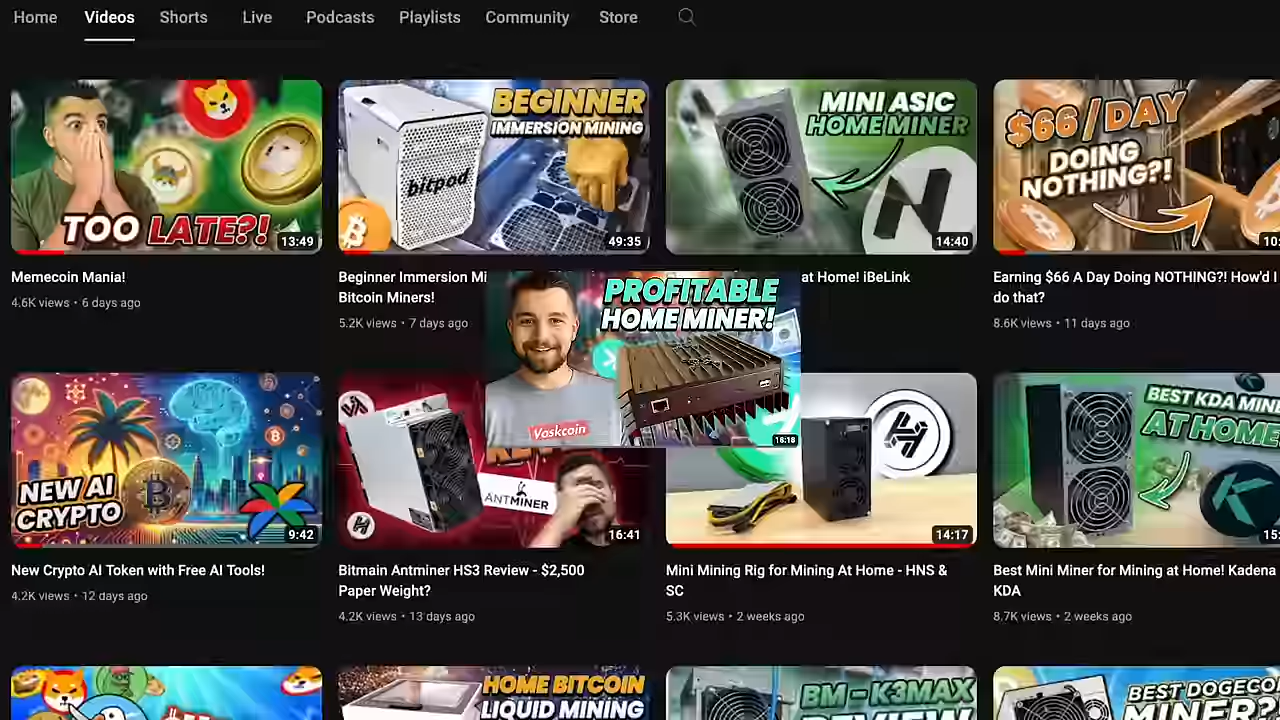 Home Videos Shorts Live Podcasts Playlists Community Store
TOO LATE?!
13:49
Memecoin Mania!
4.6K views • 6 days ago
BEGINNER
IMMERSION MINING
bitpod
49:35
Beginner Immersion Mi
Bitcoin Miners!
5.2K views • 7 days ago
MINI ASIC
HOME MINER
14:40
at Home! iBeLink
$66/DAY
DOING
NOTHING?!
10:
Earning $66 A Day Doing NOTHING?! How'd I
do that?
8.6K views • 11 days ago
PROFITABLE
HOME MINER!
Voskcoin
16:18
NEW AI
CRYPTO
9:42
New Crypto AI Token with Free AI Tools!
4.2K views • 12 days ago
ANTMINER
16:41
Bitmain Antminer HS3 Review - $2,500
Paper Weight?
4.2K views • 13 days ago
14:17
Mini Mining Rig for Mining At Home - HNS &
SC
5.3K views • 2 weeks ago
BEST KDA MIN
AT HOME
15:
Best Mini Miner for Mining at Home! Kadena
KDA
8.7K views • 2 weeks ago
HOME BITCOIN
LIQUID MINING
BM - K3MAX
REVIEW
BEST DOGECOI
MINER?